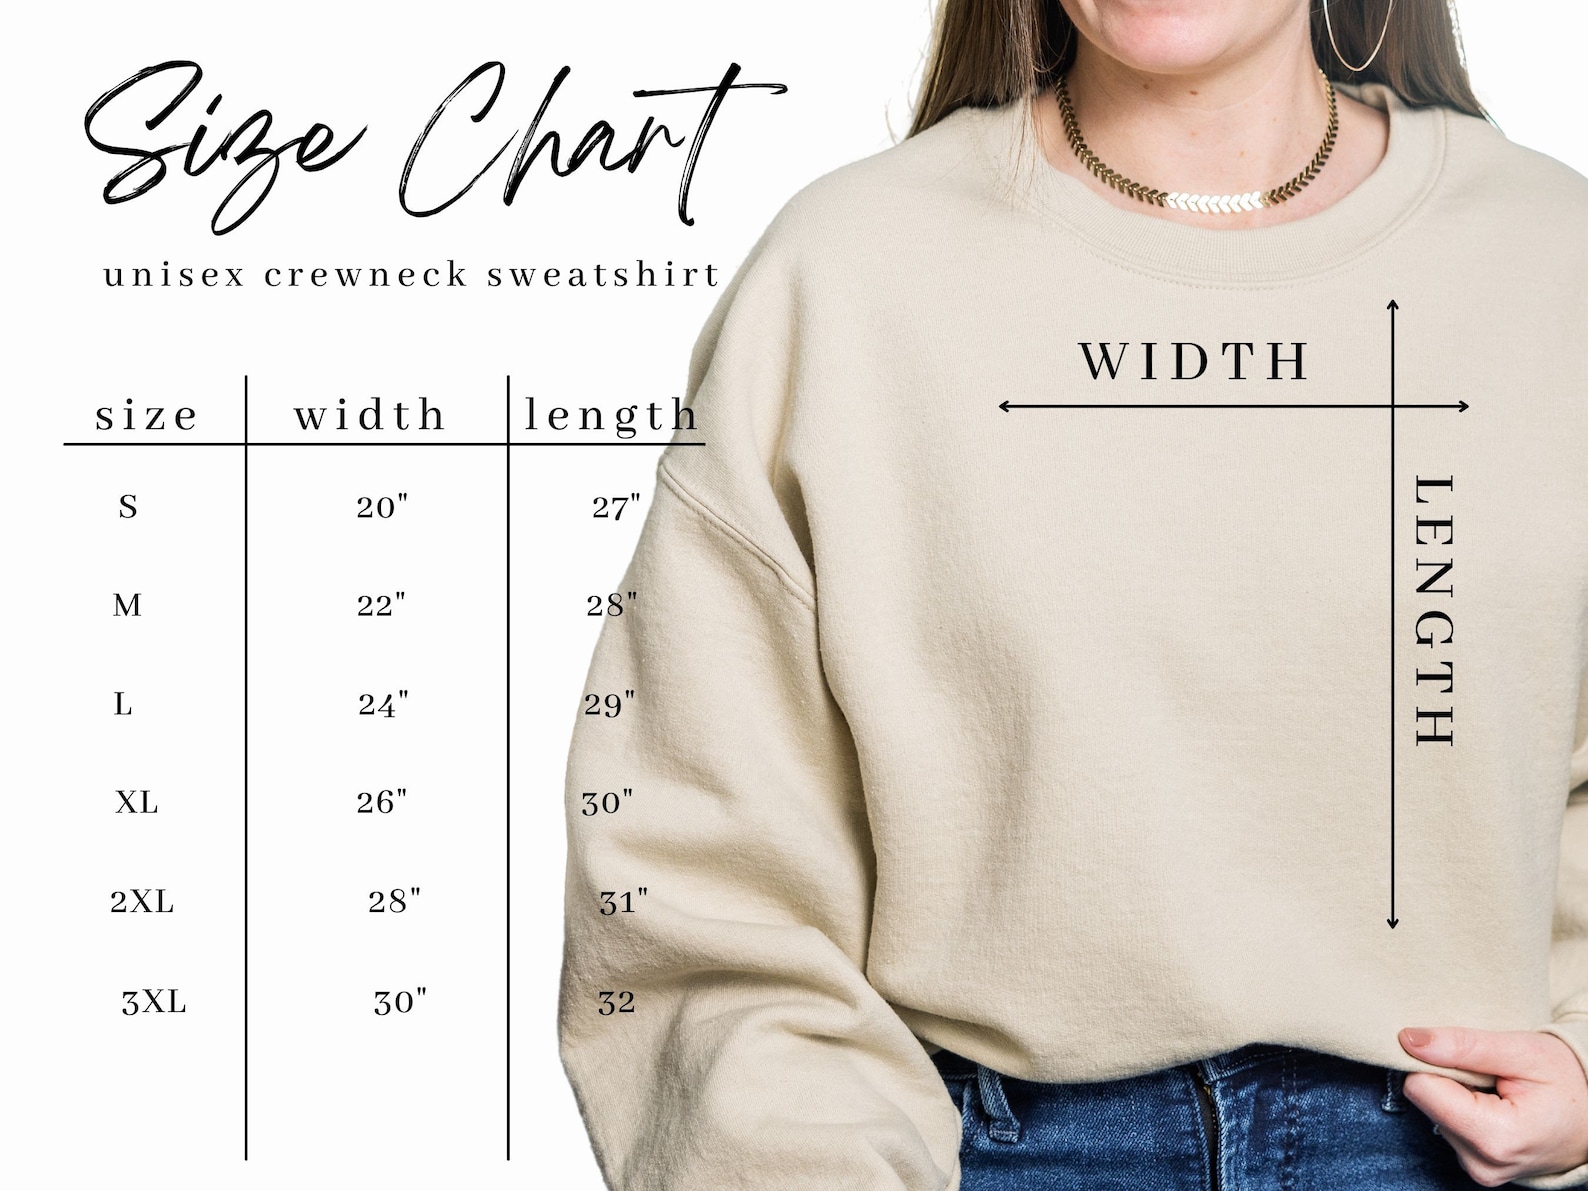 Size Chart
unisex crewneck sweatshirt
size width length
S 20" 27"
M 22" 28"
L 24" 29"
XL 26" 30"
2XL 28" 31"
3XL 30" 32
WIDTH
LENGTH